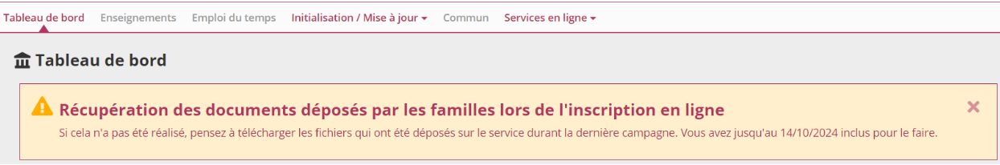 Tableau de bord Enseignements Emploi du temps Initialisation / Mise à jour Commun Services en ligne
Tableau de bord
Récupération des documents déposés par les familles lors de l'inscription en ligne
Si cela n'a pas été réalisé, pensez à télécharger les fichiers qui ont été déposés sur le service durant la dernière campagne. Vous avez jusqu'au 14/10/2024 inclus pour le faire.